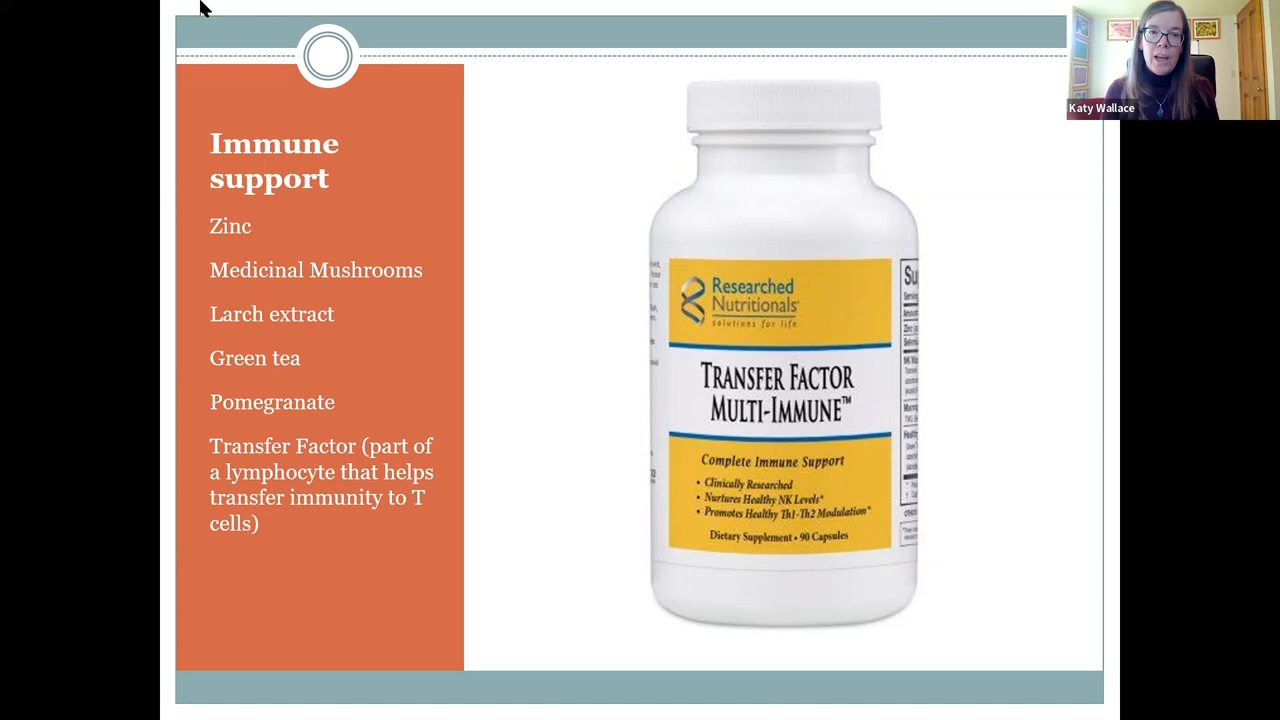 Immune
support
Zinc
Medicinal Mushrooms
Larch extract
Green tea
Pomegranate
Transfer Factor (part of
a lymphocyte that helps
transfer immunity to T
cells)
Researched
Nutritionals®
solutions for life
TRANSFER FACTOR
MULTI-IMMUNE™
Complete Immune Support
• Clinically Researched
• Nurtures Healthy NK Levels*
• Promotes Healthy Th1-Th2 Modulation*
Dietary Supplement • 90 Capsules
Katy Wallace